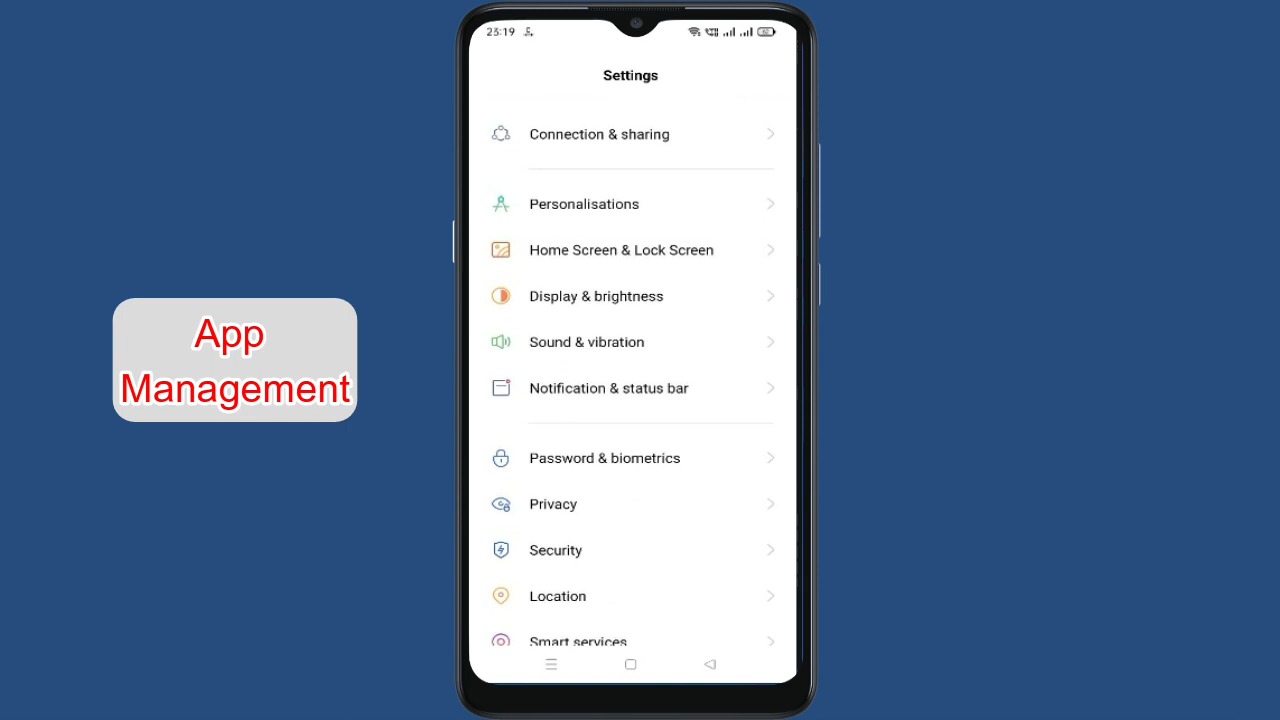 23:19
Settings
Connection & sharing
Personalisations
Home Screen & Lock Screen
Display & brightness
Sound & vibration
Notification & status bar
App
Management
Password & biometrics
Privacy
Security
Location
Smart services